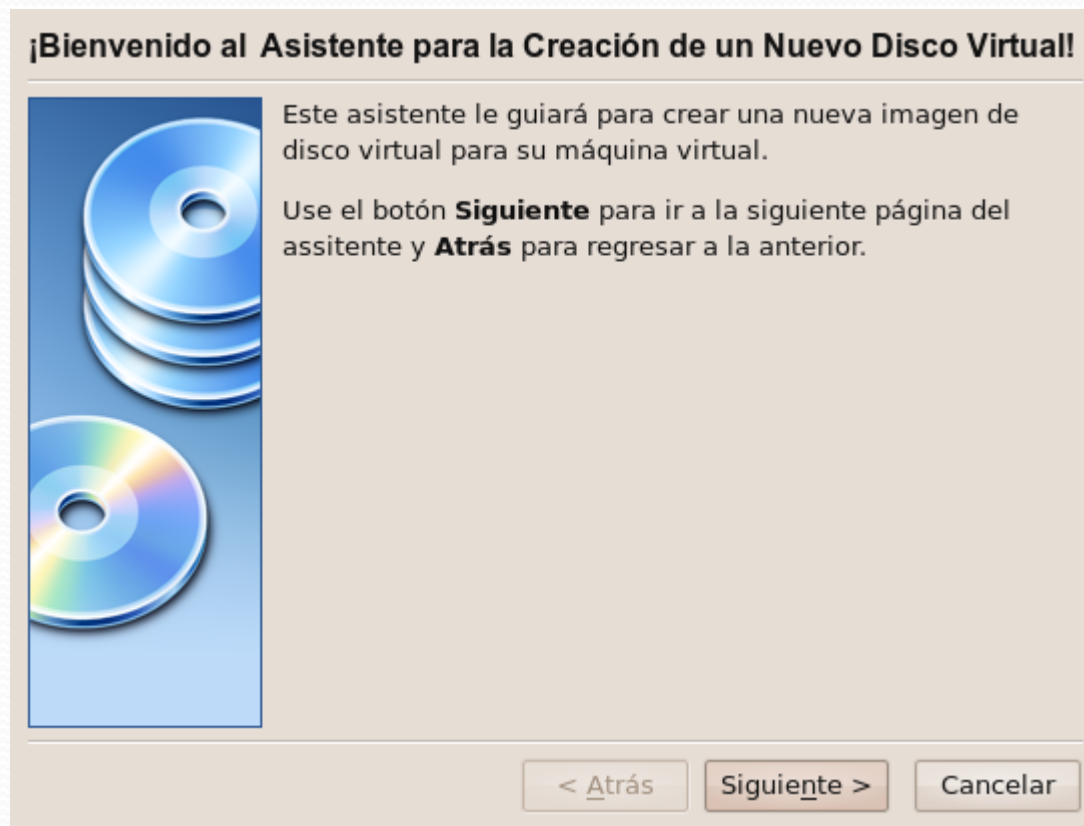 ¡Bienvenido al Asistente para la Creación de un Nuevo Disco Virtual!
Este asistente le guiará para crear una nueva imagen de
disco virtual para su máquina virtual.
Use el botón Siguiente para ir a la siguiente página del
assitente y Atrás para regresar a la anterior.
< Atrás
Siguiente >
Cancelar